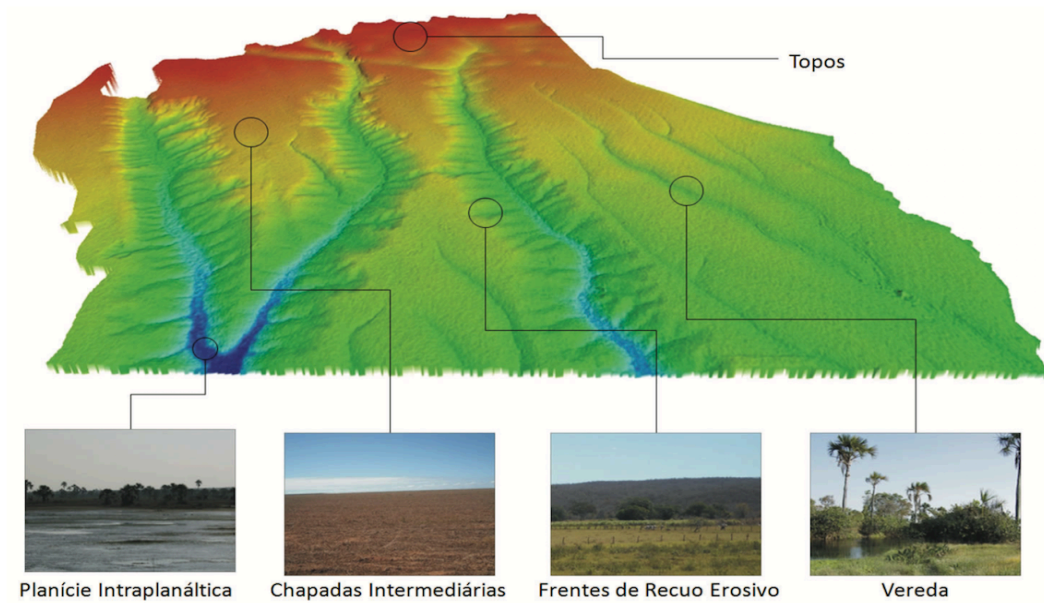 Topos
Planície Intraplanáltica
Chapadas Intermediárias
Frentes de Recuo Erosivo
Vereda